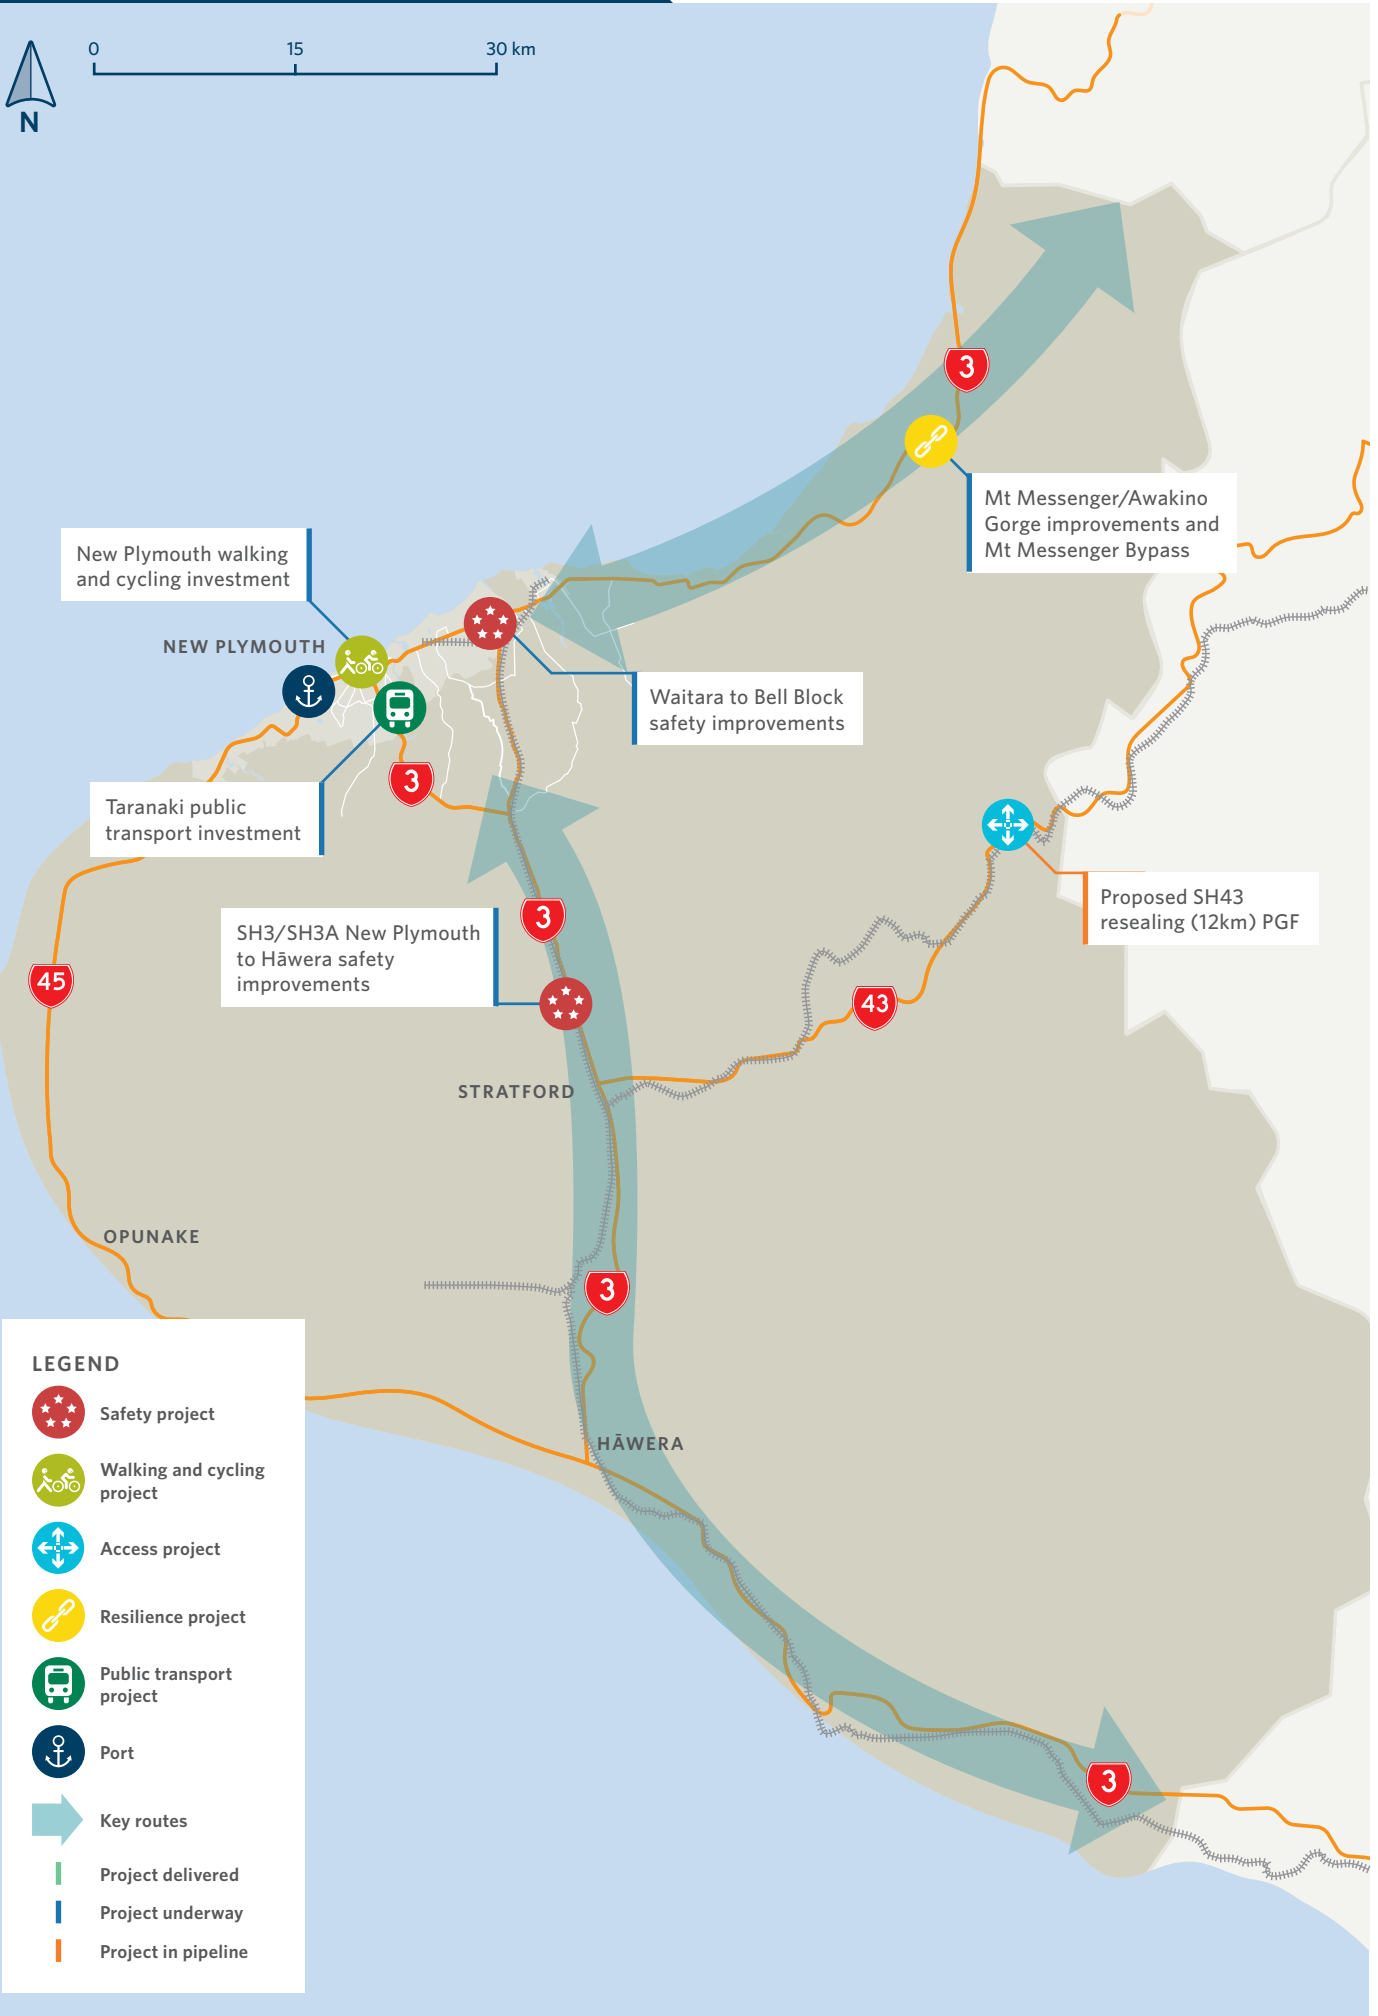 0
15
30 km
N
3
Mt Messenger/Awakino
Gorge improvements and
Mt Messenger Bypass
New Plymouth walking
and cycling investment
NEW PLYMOUTH
Waitara to Bell Block
safety improvements
3
Taranaki public
transport investment
Proposed SH43
resealing (12km) PGF
3
SH3/SH3A New Plymouth
to Hāwera safety
improvements
45
43
STRATFORD
OPUNAKE
3
HĀWERA
3
LEGEND
Safety project
Walking and cycling
project
Access project
Resilience project
Public transport
project
Port
Key routes
Project delivered
Project underway
Project in pipeline